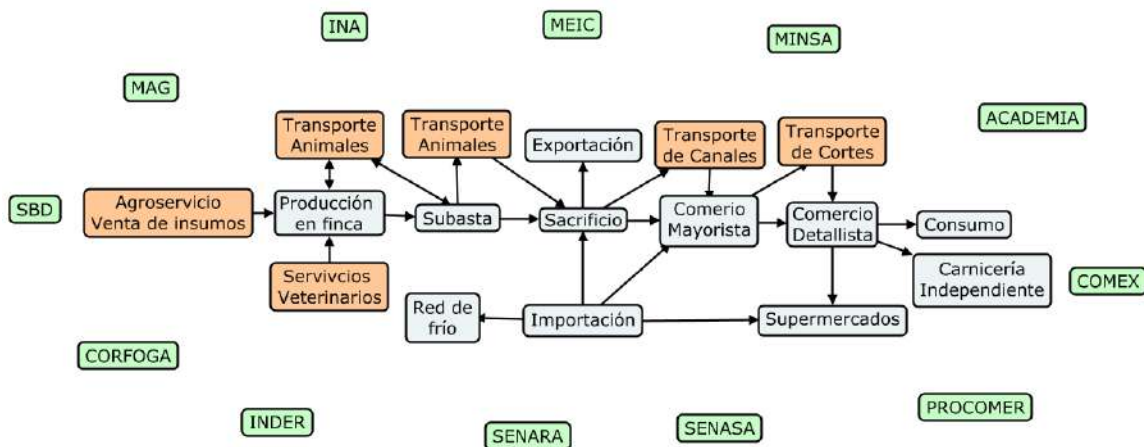 INA
MEIC
MINSA
MAG
ACADEMIA
Transporte
Animales
Transporte
Animales
Exportación
Transporte
de Canales
Transporte
de Cortes
SBD
Agroservicio
Venta de insumos
Producción
en finca
Subasta
Sacrificio
Comerio
Mayorista
Comercio
Detallista
Consumo
Servivcios
Veterinarios
Red de
frío
Importación
Supermercados
Carnicería
Independiente
COMEX
CORFOGA
INDER
SENARA
SENASA
PROCOMER